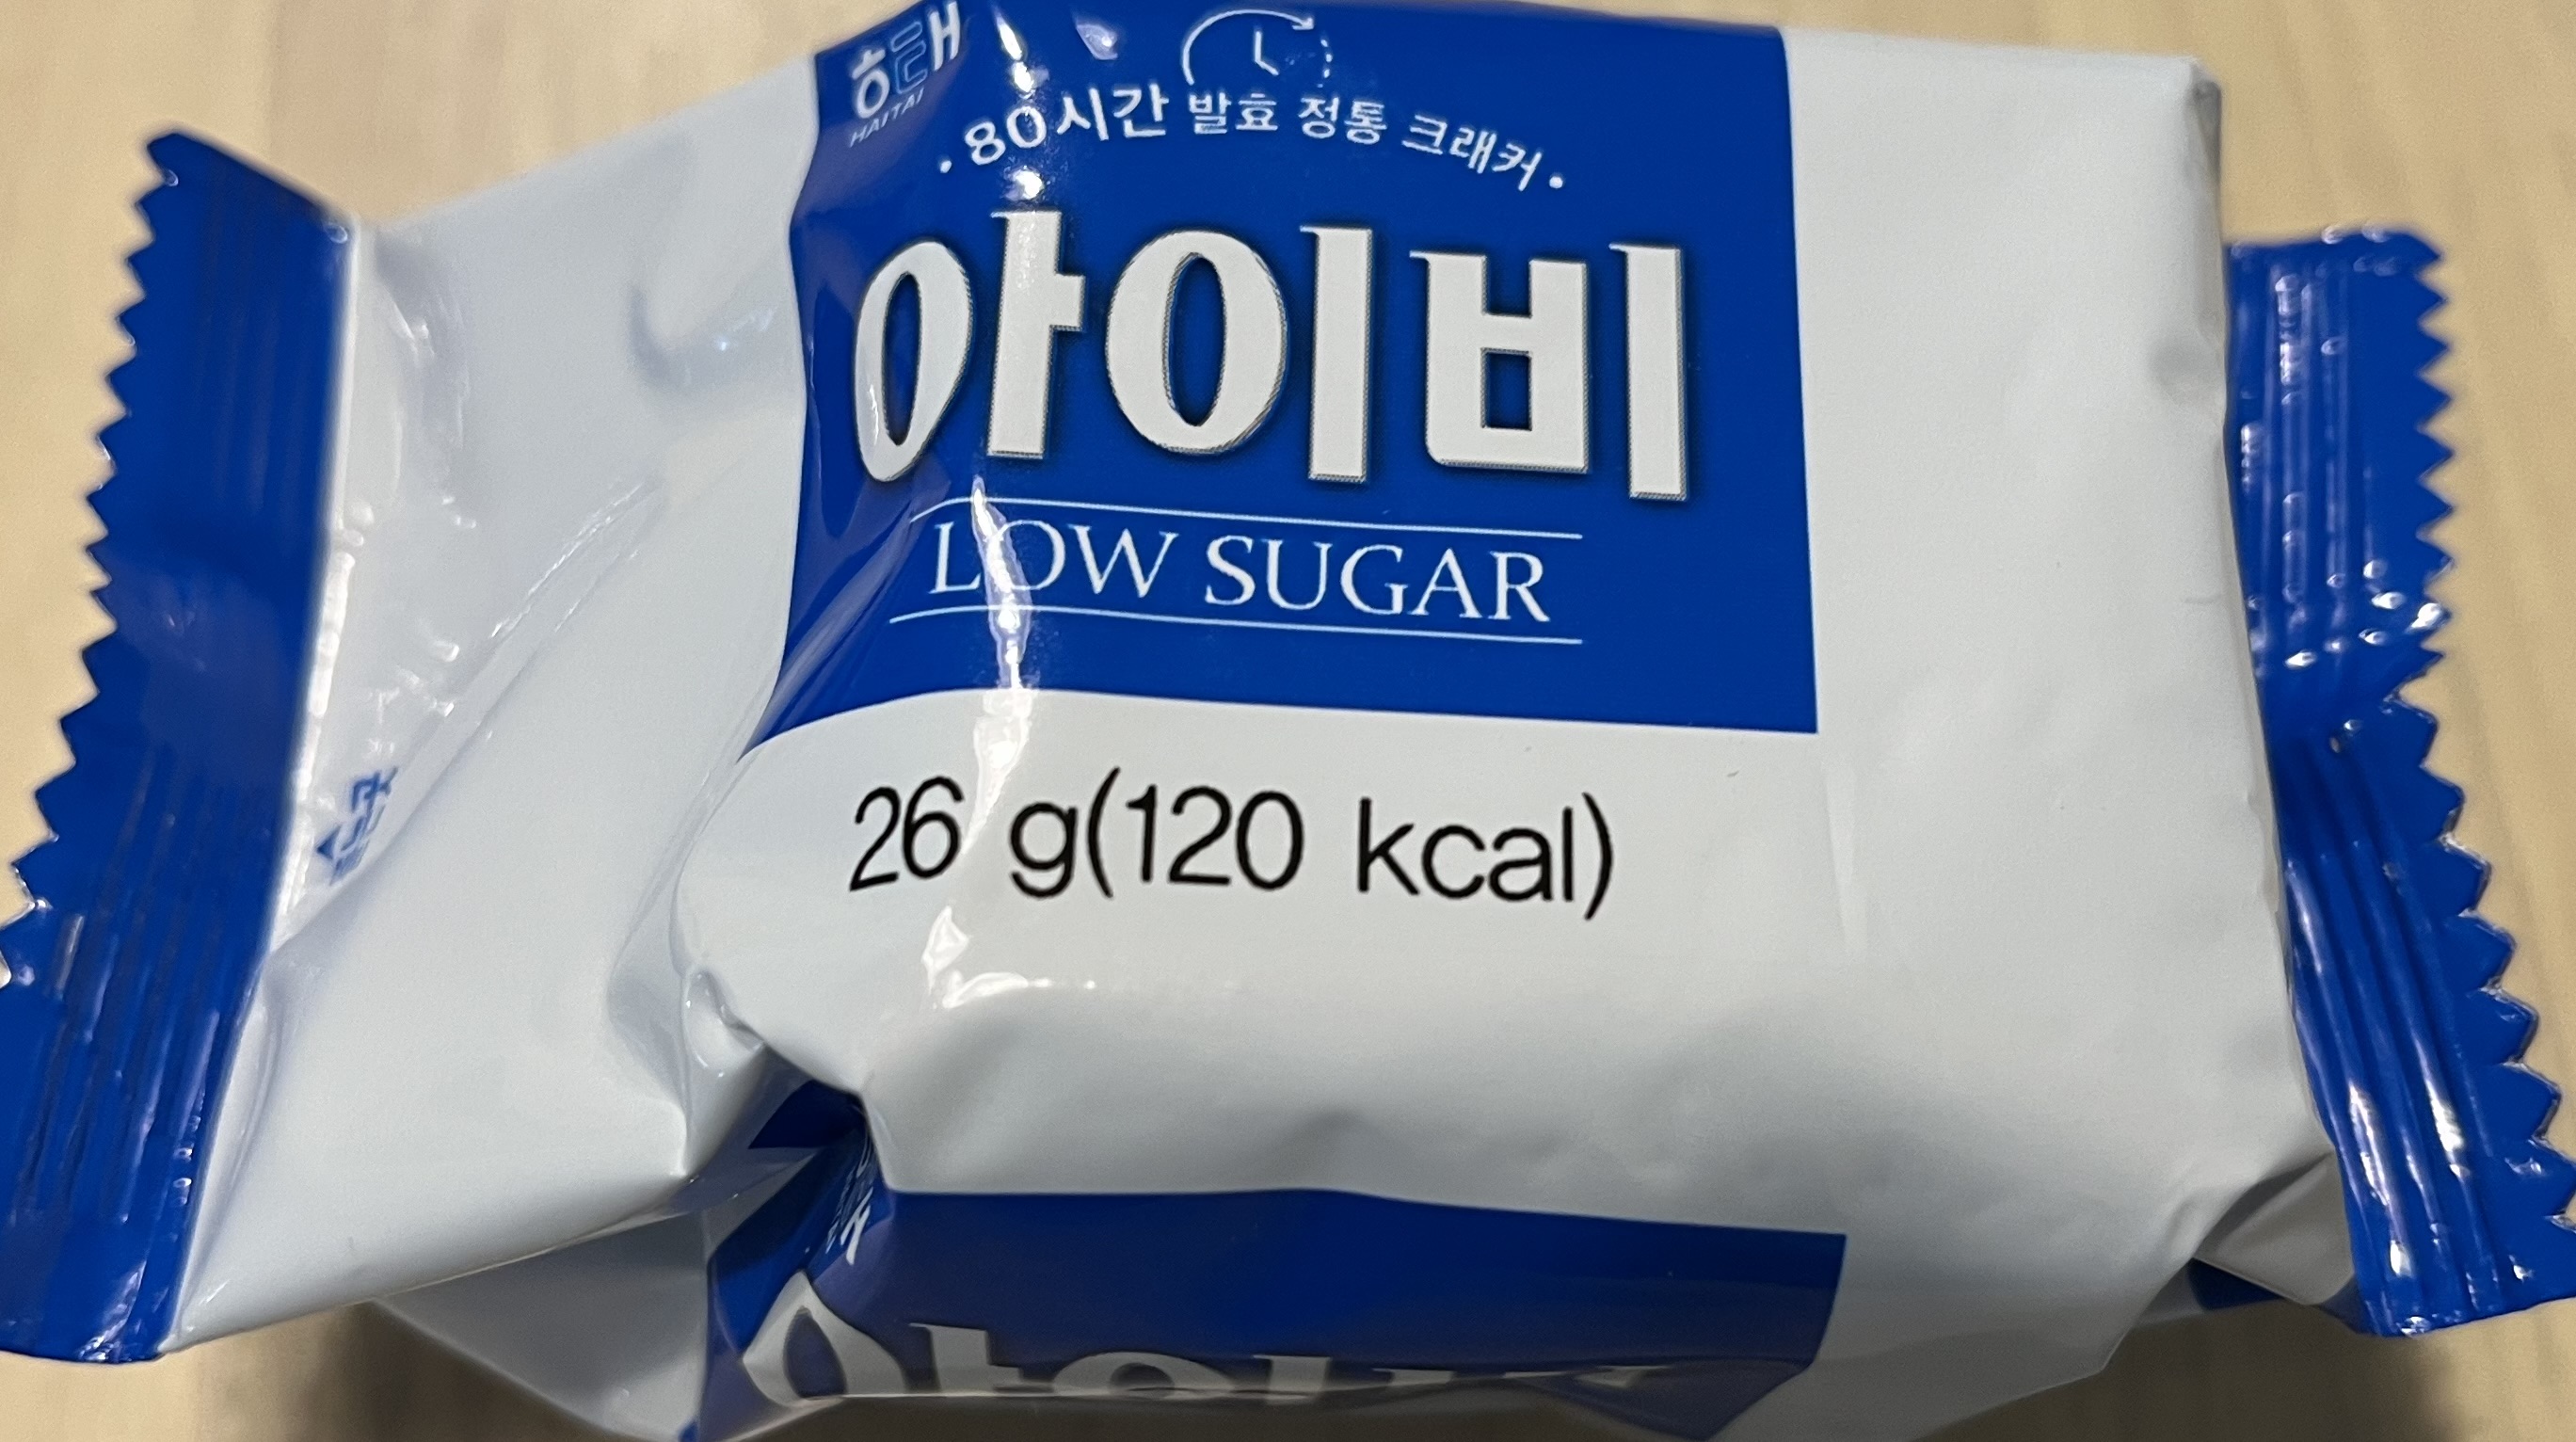 해태
HAITAI
· 80시간 발효 정통 크래커 ·
아이비
LOW SUGAR
26 g(120 kcal)